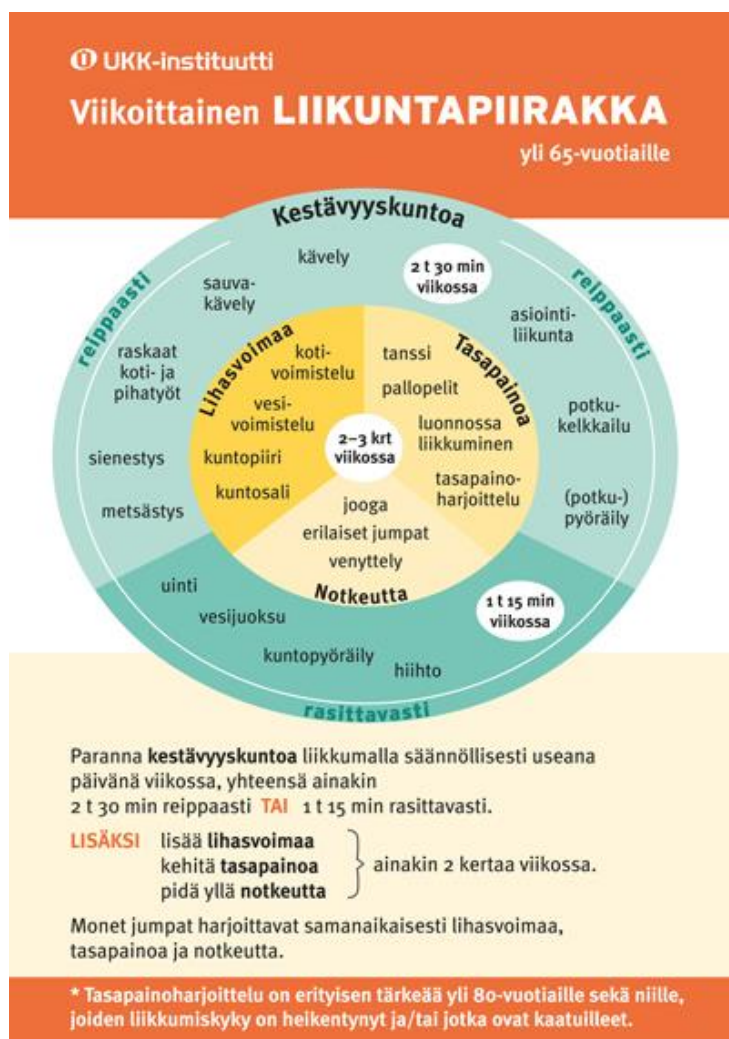 UKK-instituutti
Viikoittainen LIIKUNTAPIIRAKKA
yli 65-vuotiaille
Kestävyyskuntoa
reippaasti
reippaasti
kävely
2 t 30 min
viikossa
sauva-
kävely
asiointi-
liikunta
raskaat
koti- ja
pihatyöt
potku-
kelkkailu
sienestys
metsästys
(potku-)
pyöräily
Lihasvoimaa
koti-
voimistelu
vesi-
voimistelu
kuntopiiri
kuntosali
Tasapainoa
tanssi
pallopelit
luonnossa
liikkuminen
tasapaino-
harjoittelu
2–3 krt
viikossa
jooga
erilaiset jumpat
venyttely
Notkeutta
uinti
vesijuoksu
kuntopyöräily
hiihto
1 t 15 min
viikossa
rasittavasti
Paranna kestävyyskuntoa liikkumalla säännöllisesti useana
päivänä viikossa, yhteensä ainakin
2 t 30 min reippaasti TAI 1 t 15 min rasittavasti.
LISÄKSI lisää lihasvoimaa
kehitä tasapainoa ainakin 2 kertaa viikossa.
pidä yllä notkeutta
Monet jumpat harjoittavat samanaikaisesti lihasvoimaa,
tasapainoa ja notkeutta.
* Tasapainoharjoittelu on erityisen tärkeää yli 80-vuotiaille sekä niille,
joiden liikkumiskyky on heikentynyt ja/tai jotka ovat kaatuilleet.